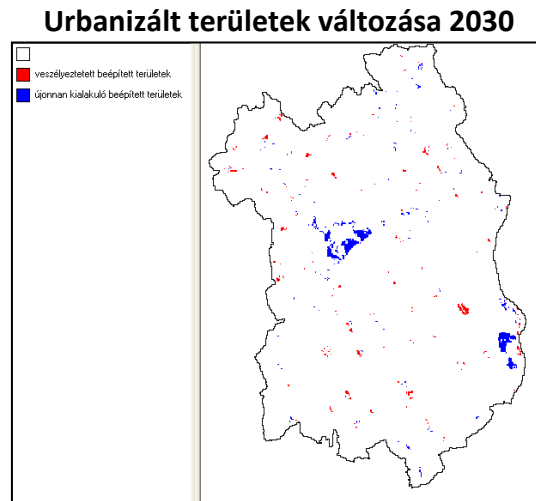 Urbanizált területek változása 2030
veszélyeztetett beépített területek
újonnan kialakuló beépített területek